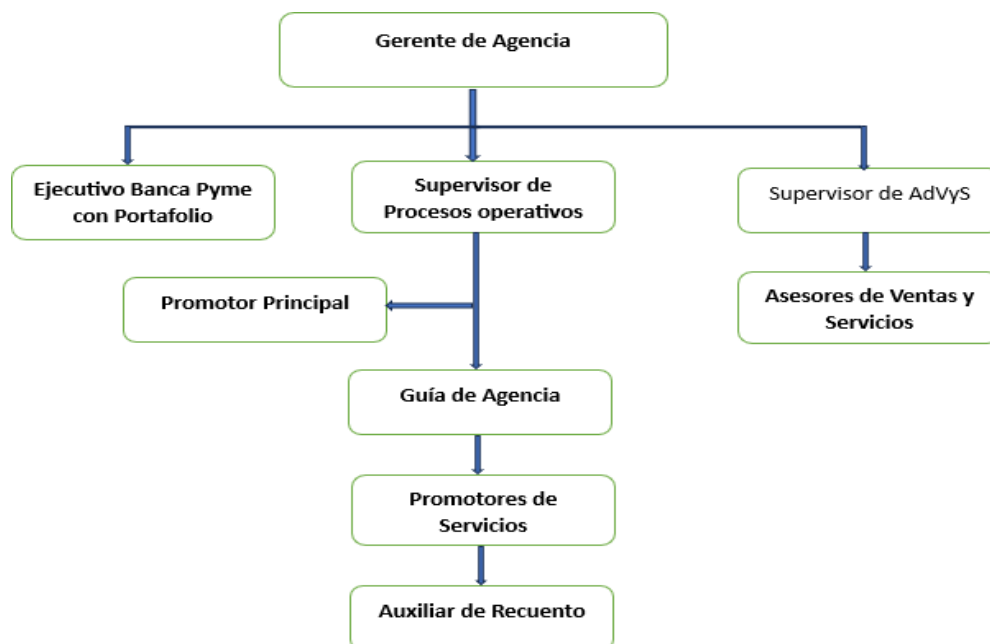 Gerente de Agencia
Ejecutivo Banca Pyme
con Portafolio
Supervisor de
Procesos operativos
Supervisor de AdVyS
Promotor Principal
Asesores de Ventas y
Servicios
Guía de Agencia
Promotores de
Servicios
Auxiliar de Recuento